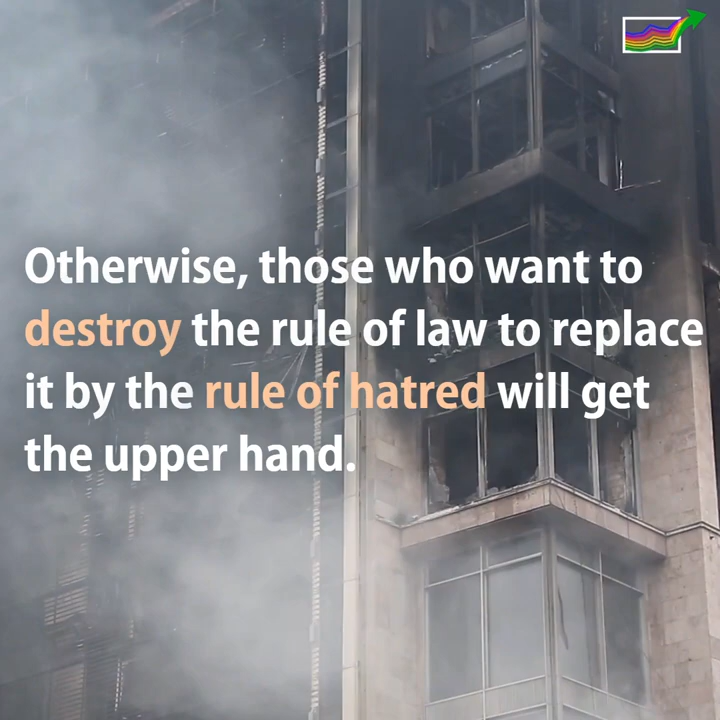 Otherwise, those who want to
destroy the rule of law to replace
it by the rule of hatred will get
the upper hand.